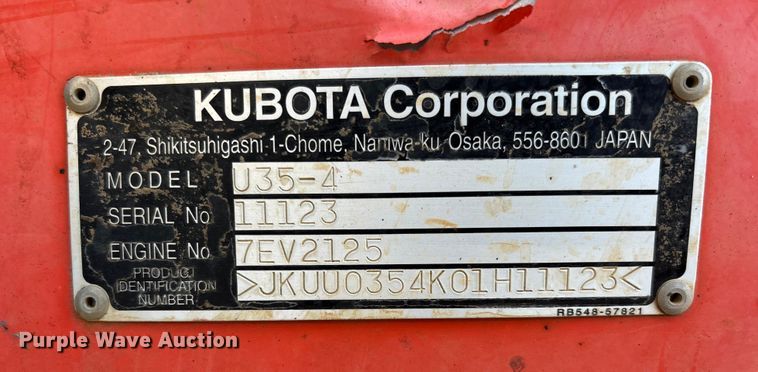 KUBOTA Corporation
2-47, Shikitsuhigashi 1-Chome, Naniwa-ku Osaka, 556-8601 JAPAN
MODEL U35-4
SERIAL No. 11123
ENGINE No. 7EV2125
PRODUCT IDENTIFICATION NUMBER >JKUU0354K01H11123<
RB548-57821
Purple Wave Auction